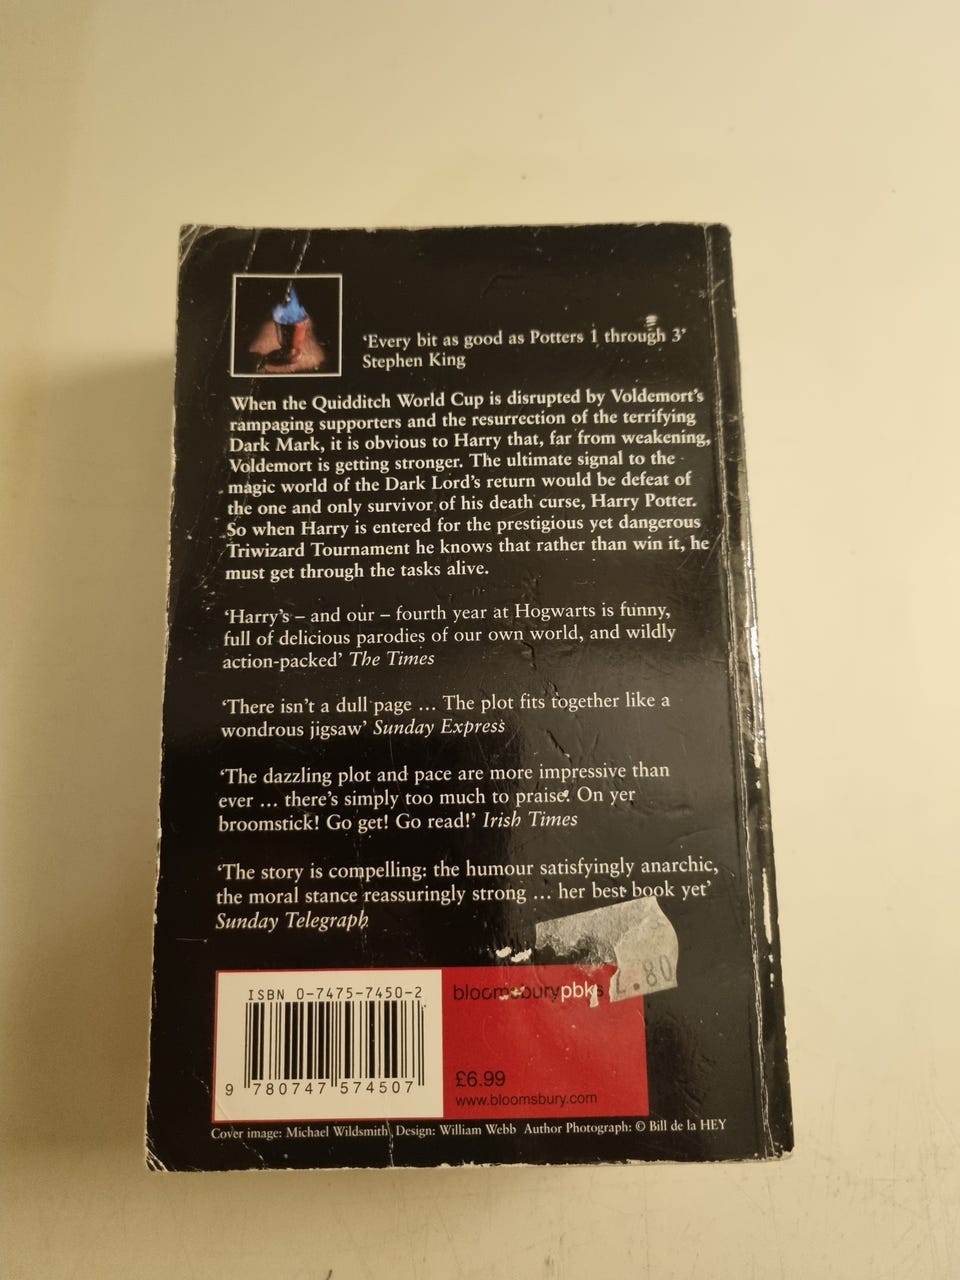 ‘Every bit as good as Potters 1 through 3’
Stephen King
When the Quidditch World Cup is disrupted by Voldemort’s
rampaging supporters and the resurrection of the terrifying
Dark Mark, it is obvious to Harry that, far from weakening,
Voldemort is getting stronger. The ultimate signal to the
magic world of the Dark Lord’s return would be defeat of
the one and only survivor of his death curse, Harry Potter.
So when Harry is entered for the prestigious yet dangerous
Triwizard Tournament he knows that rather than win it, he
must get through the tasks alive.
‘Harry’s – and our – fourth year at Hogwarts is funny,
full of delicious parodies of our own world, and wildly
action-packed’ The Times
‘There isn’t a dull page ... The plot fits together like a
wondrous jigsaw’ Sunday Express
‘The dazzling plot and pace are more impressive than
ever ... there’s simply too much to praise. On yer
broomstick! Go get! Go read!’ Irish Times
‘The story is compelling: the humour satisfyingly anarchic,
the moral stance reassuringly strong ... her best book yet’
Sunday Telegraph
.80
ISBN 0-7475-7450-2
bloomsburypbks
9 780747 574507
£6.99
www.bloomsbury.com
Cover image: Michael Wildsmith Design: William Webb Author Photograph: © Bill de la HEY